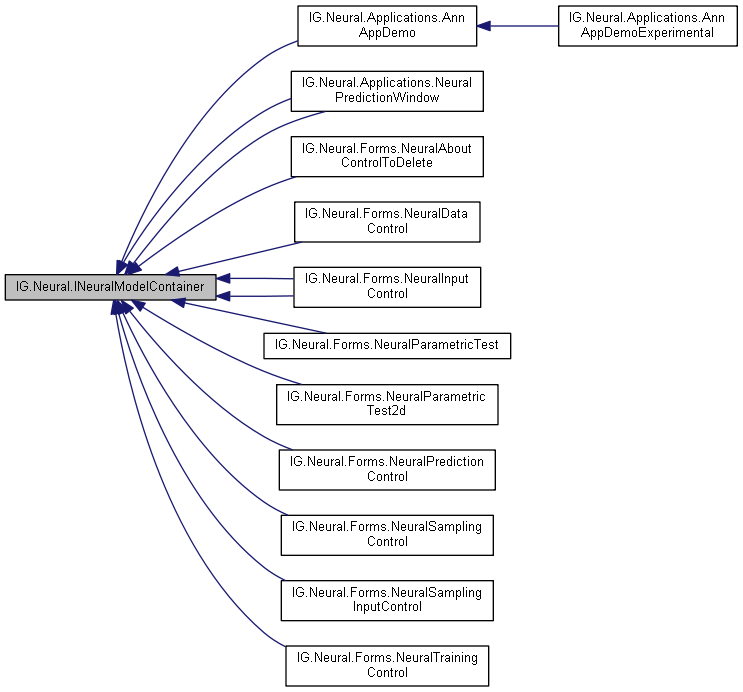 IG.Neural.Applications.Ann
AppDemo
IG.Neural.Applications.Ann
AppDemoExperimental
IG.Neural.Applications.Neural
PredictionWindow
IG.Neural.Forms.NeuralAbout
ControlToDelete
IG.Neural.Forms.NeuralData
Control
IG.Neural.INeuralModelContainer
IG.Neural.Forms.NeuralInput
Control
IG.Neural.Forms.NeuralParametricTest
IG.Neural.Forms.NeuralParametric
Test2d
IG.Neural.Forms.NeuralPrediction
Control
IG.Neural.Forms.NeuralSampling
Control
IG.Neural.Forms.NeuralSampling
InputControl
IG.Neural.Forms.NeuralTraining
Control